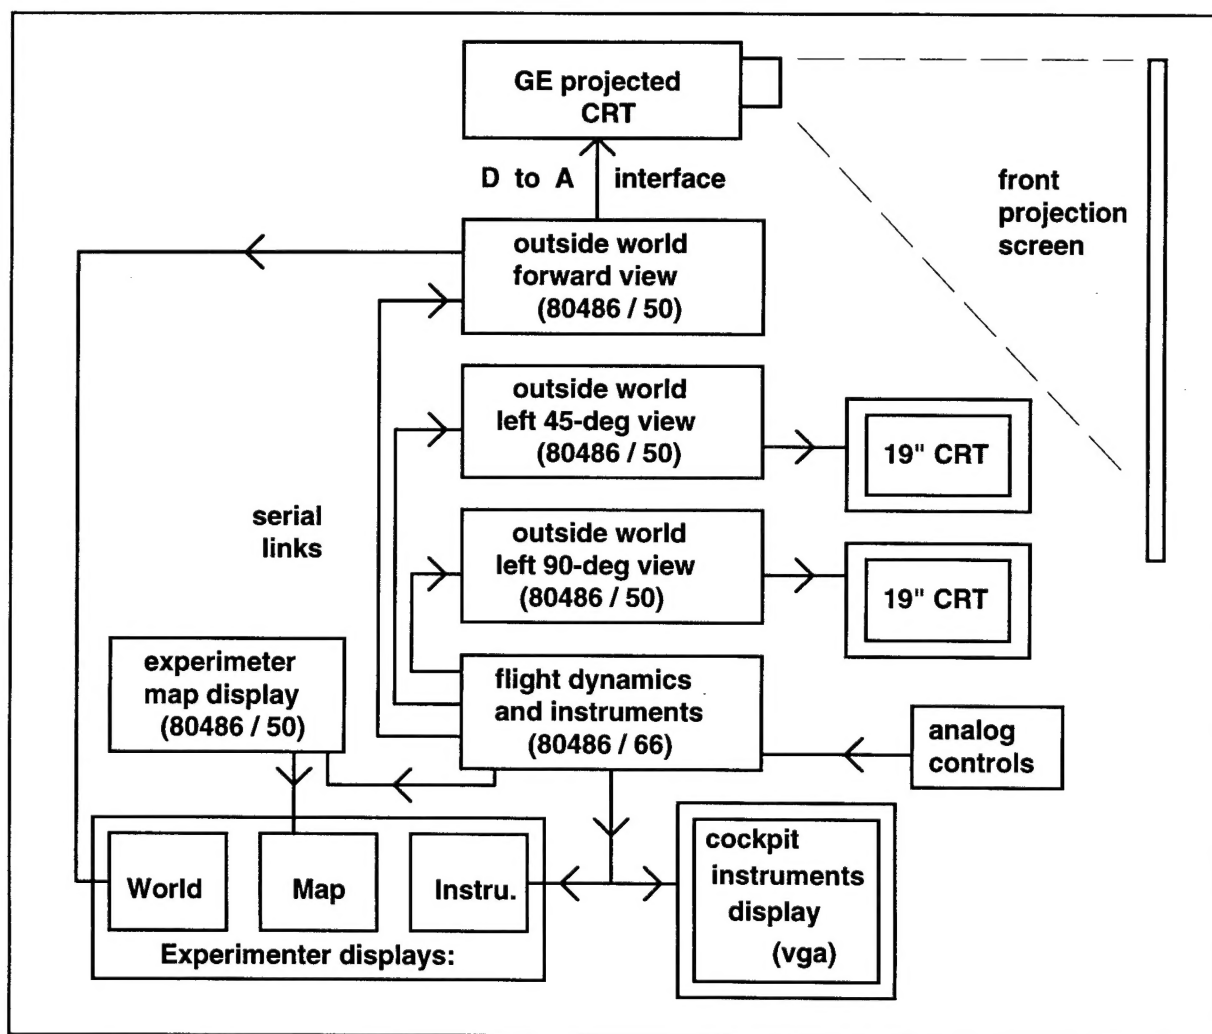 GE projected
CRT
D to A interface
front
projection
screen
outside world
forward view
(80486 / 50)
outside world
left 45-deg view
(80486 / 50)
19" CRT
serial
links
outside world
left 90-deg view
(80486 / 50)
19" CRT
experimeter
map display
(80486 / 50)
flight dynamics
and instruments
(80486 / 66)
analog
controls
World
Map
Instru.
Experimenter displays:
cockpit
instruments
display
(vga)